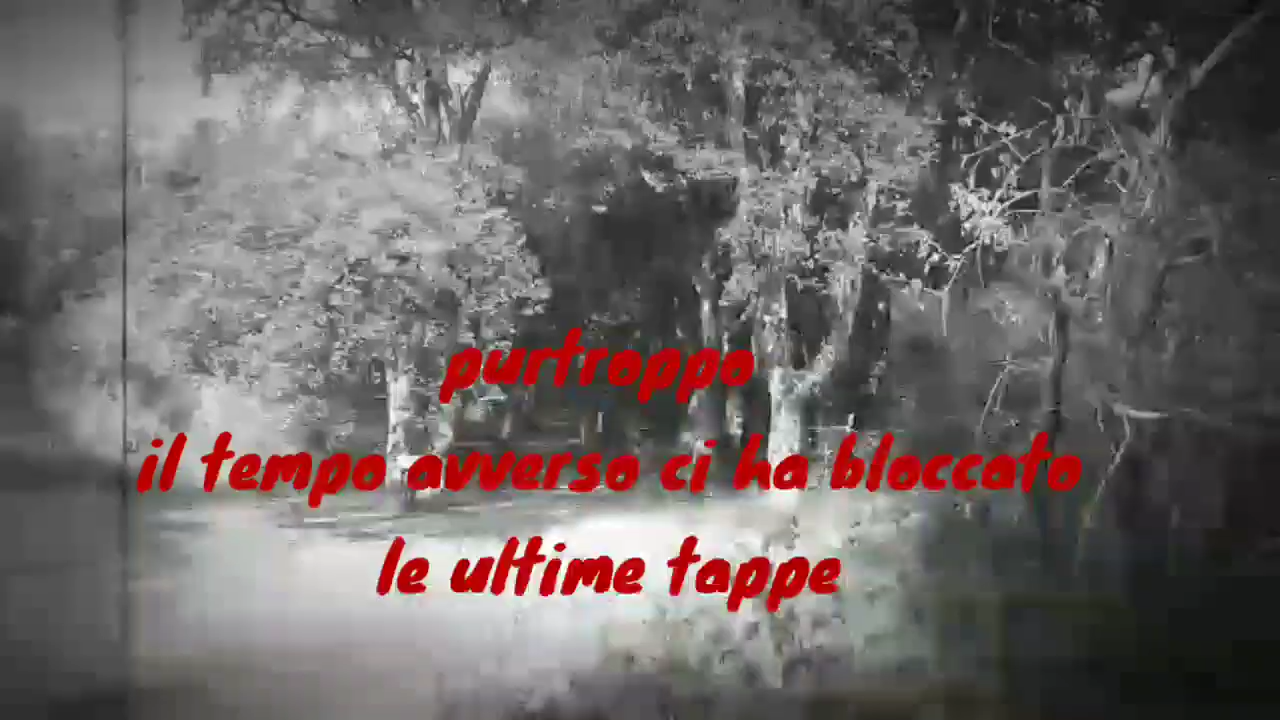 purtroppo
il tempo avverso ci ha bloccato
le ultime tappe